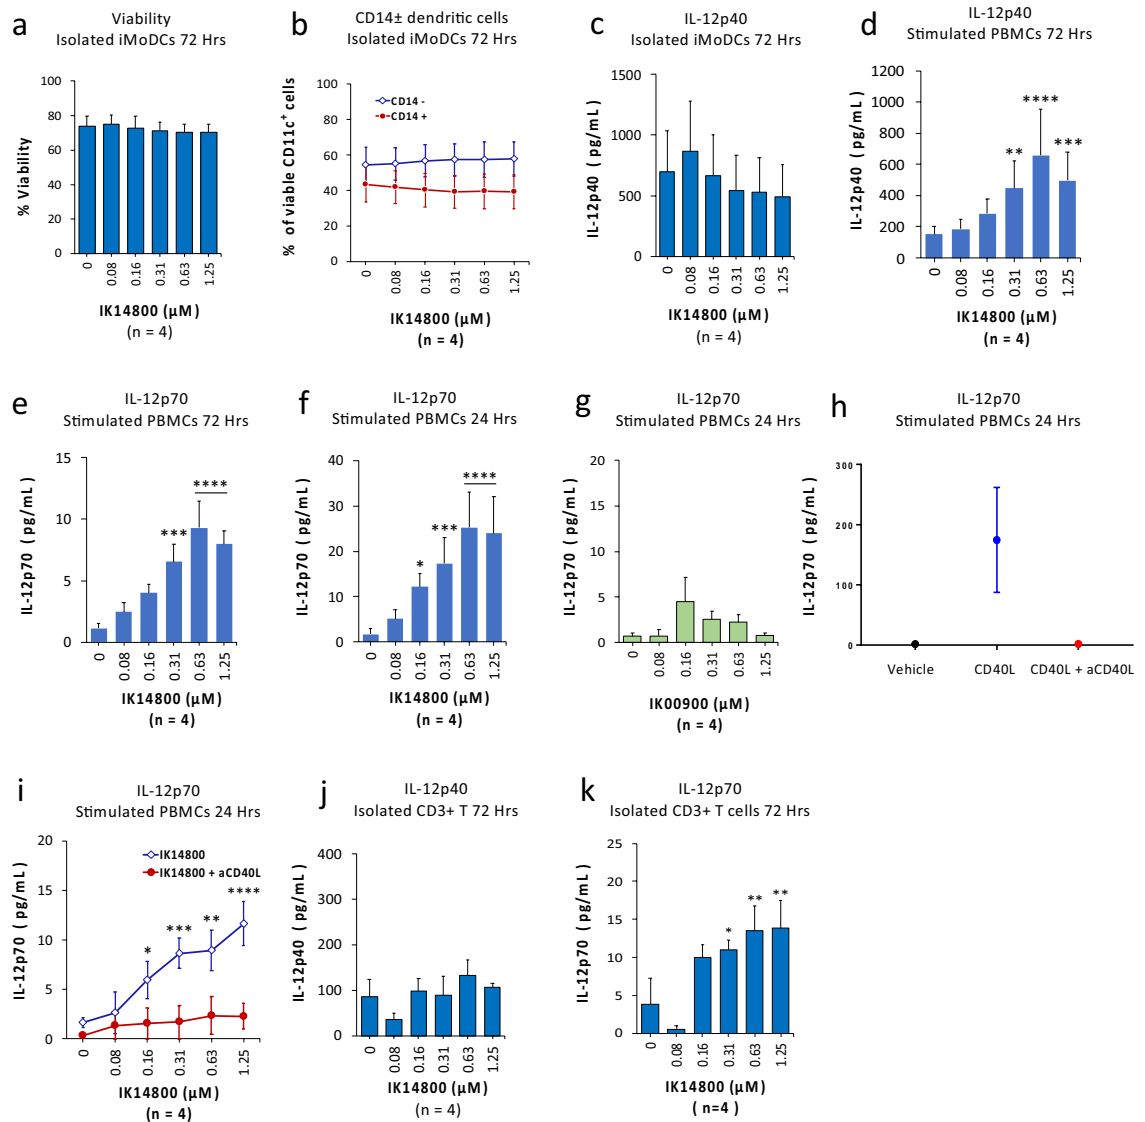 a
Viability
Isolated iMoDCs 72 Hrs
% Viability
100
80
60
40
20
0
0
0.08
0.16
0.31
0.63
1.25
IK14800 (µM)
(n = 4)
b
CD14± dendritic cells
Isolated iMoDCs 72 Hrs
% of viable CD11c+ cells
100
80
60
40
20
0
CD14 -
CD14 +
0
0.08
0.16
0.31
0.63
1.25
IK14800 (µM)
(n = 4)
c
IL-12p40
Isolated iMoDCs 72 Hrs
IL-12p40 ( pg/mL )
1500
1000
500
0
0
0.08
0.16
0.31
0.63
1.25
IK14800 (µM)
(n = 4)
d
IL-12p40
Stimulated PBMCs 72 Hrs
IL-12p40 ( pg/mL )
1200
1000
800
600
400
200
0
**
****
***
0
0.08
0.16
0.31
0.63
1.25
IK14800 (µM)
(n = 4)
e
IL-12p70
Stimulated PBMCs 72 Hrs
IL-12p70 ( pg/mL )
15
10
5
0
***
****
0
0.08
0.16
0.31
0.63
1.25
IK14800 (µM)
(n = 4)
f
IL-12p70
Stimulated PBMCs 24 Hrs
IL-12p70 ( pg/mL )
40
30
20
10
0
*
***
****
0
0.08
0.16
0.31
0.63
1.25
IK14800 (µM)
(n = 4)
g
IL-12p70
Stimulated PBMCs 24 Hrs
IL-12p70 ( pg/mL )
20
15
10
5
0
0
0.08
0.16
0.31
0.63
1.25
IK00900 (µM)
(n = 4)
h
IL-12p70
Stimulated PBMCs 24 Hrs
IL-12p70 ( pg/mL )
300
200
100
0
Vehicle
CD40L
CD40L + aCD40L
i
IL-12p70
Stimulated PBMCs 24 Hrs
IL-12p70 ( pg/mL )
20
15
10
5
0
IK14800
IK14800 + aCD40L
*
***
**
****
0
0.08
0.16
0.31
0.63
1.25
IK14800 (µM)
(n = 4)
j
IL-12p40
Isolated CD3+ T 72 Hrs
IL-12p40 ( pg/mL )
400
300
200
100
0
0
0.08
0.16
0.31
0.63
1.25
IK14800 (µM)
(n = 4)
k
IL-12p70
Isolated CD3+ T cells 72 Hrs
IL-12p70 ( pg/mL )
25
20
15
10
5
0
*
**
**
0
0.08
0.16
0.31
0.63
1.25
IK14800 (µM)
( n=4 )